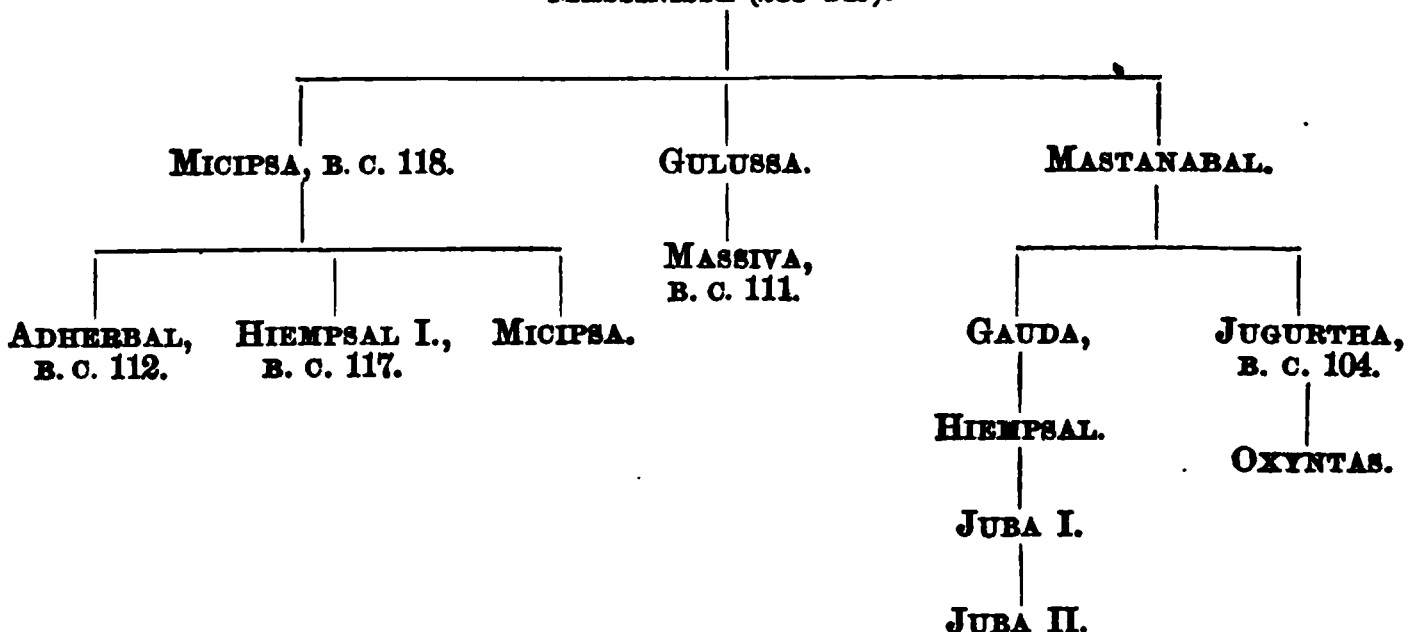 MICIPSA, B. C. 118. GULUSSA. MASTANABAL.
MASSIVA,
B. C. 111.
ADHERBAL, HIEMPSAL I., MICIPSA. GAUDA, JUGURTHA,
B. C. 112. B. C. 117. B. C. 104.
HIEMPSAL.
OXYNTAS.
JUBA I.
JUBA II.